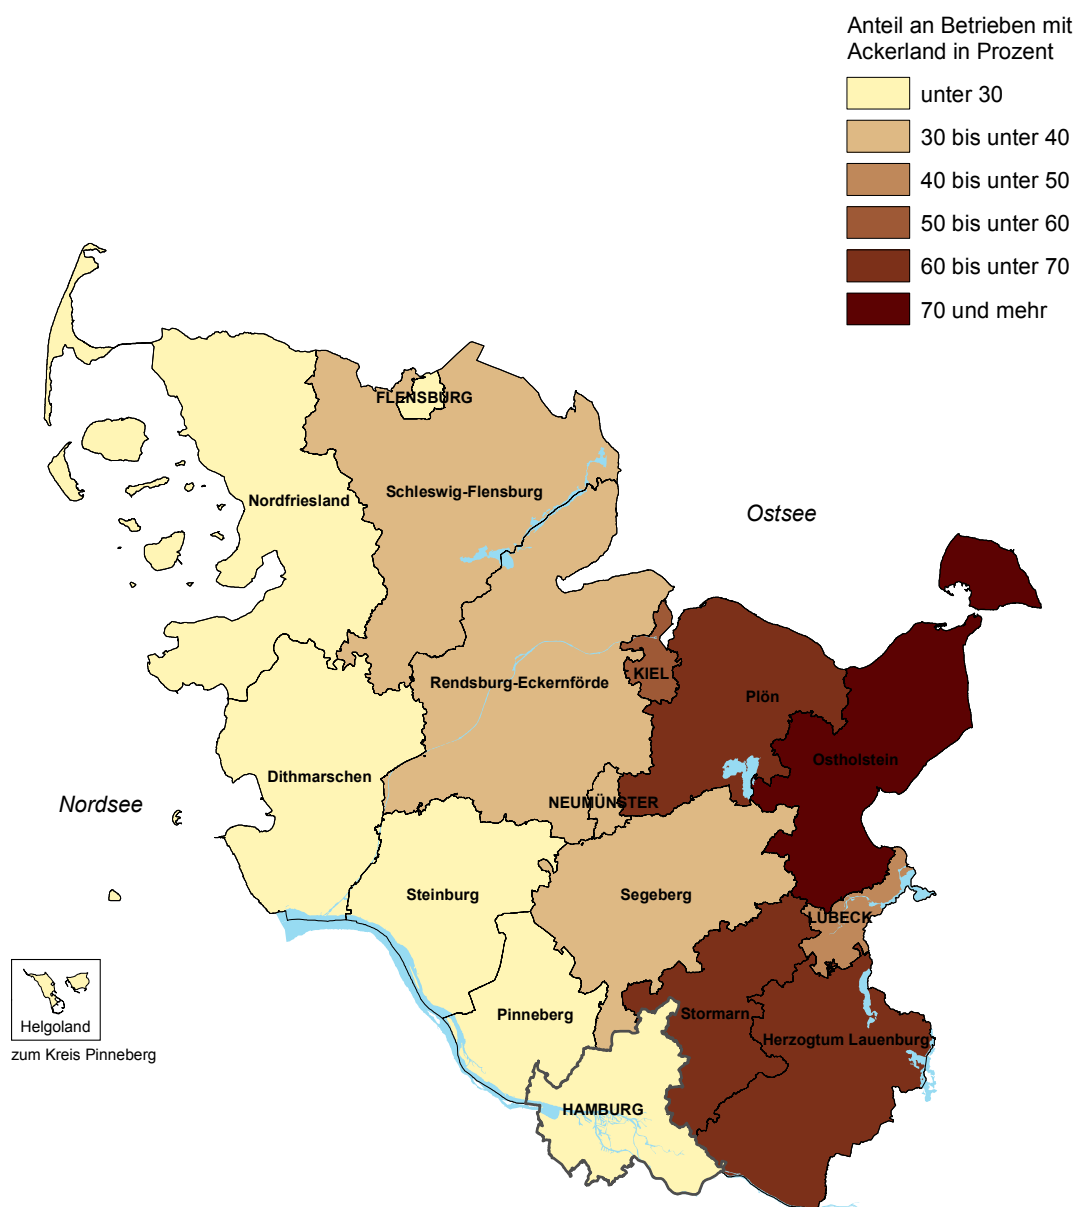 Anteil an Betrieben mit
Ackerland in Prozent
unter 30
30 bis unter 40
40 bis unter 50
50 bis unter 60
60 bis unter 70
70 und mehr
FLENSBURG
Nordfriesland
Schleswig-Flensburg
Ostsee
Rendsburg-Eckernförde
KIEL
Plön
Ostholstein
Dithmarschen
Nordsee
NEUMÜNSTER
Steinburg
Segeberg
LÜBECK
Pinneberg
Stormarn
Helgoland
Herzogtum Lauenburg
zum Kreis Pinneberg
HAMBURG